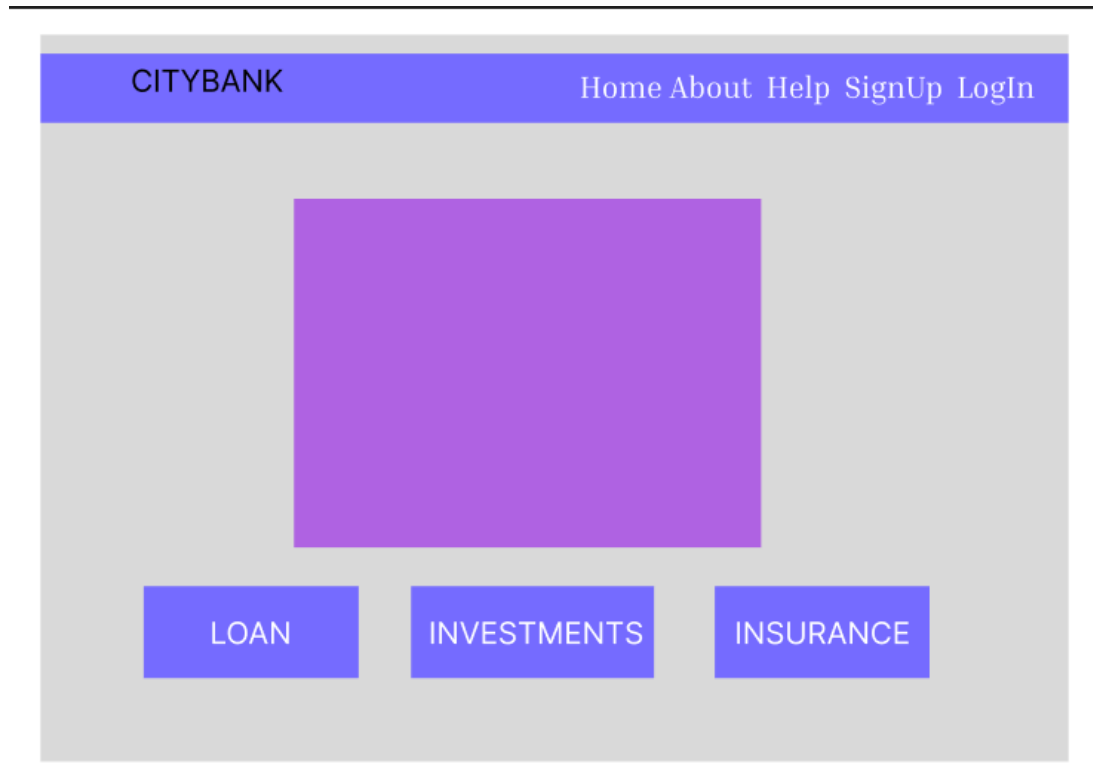 CITYBANK
Home About Help SignUp LogIn
LOAN
INVESTMENTS
INSURANCE